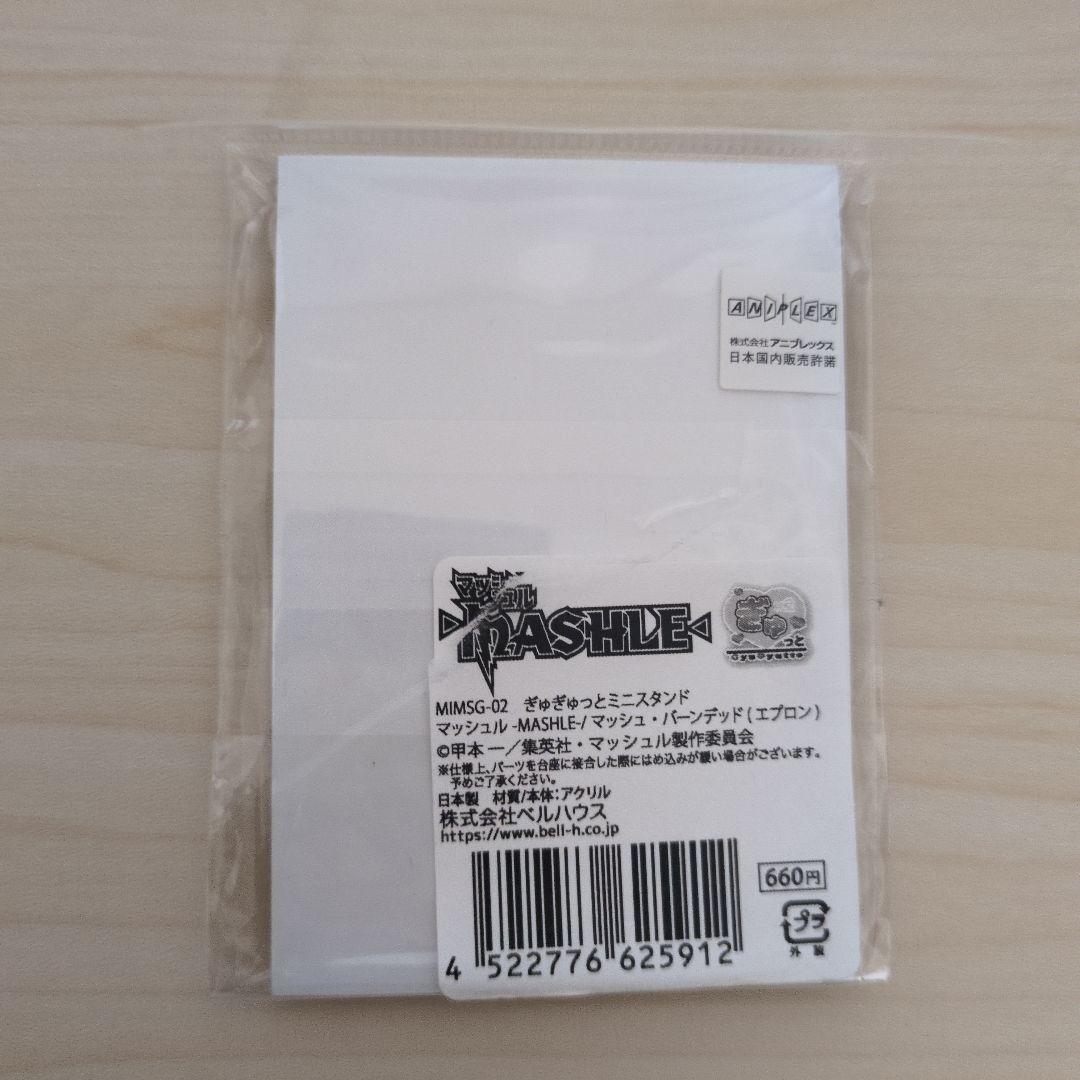 ANIPLEX
株式会社アニプレックス
日本国内販売許諾
マッシュル
MASHLE
ぎゅっと
GyuGyutto
MIMSG-02 ぎゅぎゅっとミニスタンド
マッシュル -MASHLE-/ マッシュ・バーンデッド ( エプロン )
©甲本 一／集英社・マッシュル製作委員会
※仕様上、パーツを台座に接合した際にはめ込みが緩い場合がございます。
予めご了承ください。
日本製 材質/本体:アクリル
株式会社ベルハウス
https://www.bell-h.co.jp
660円
プラ
外装
4 522776 625912